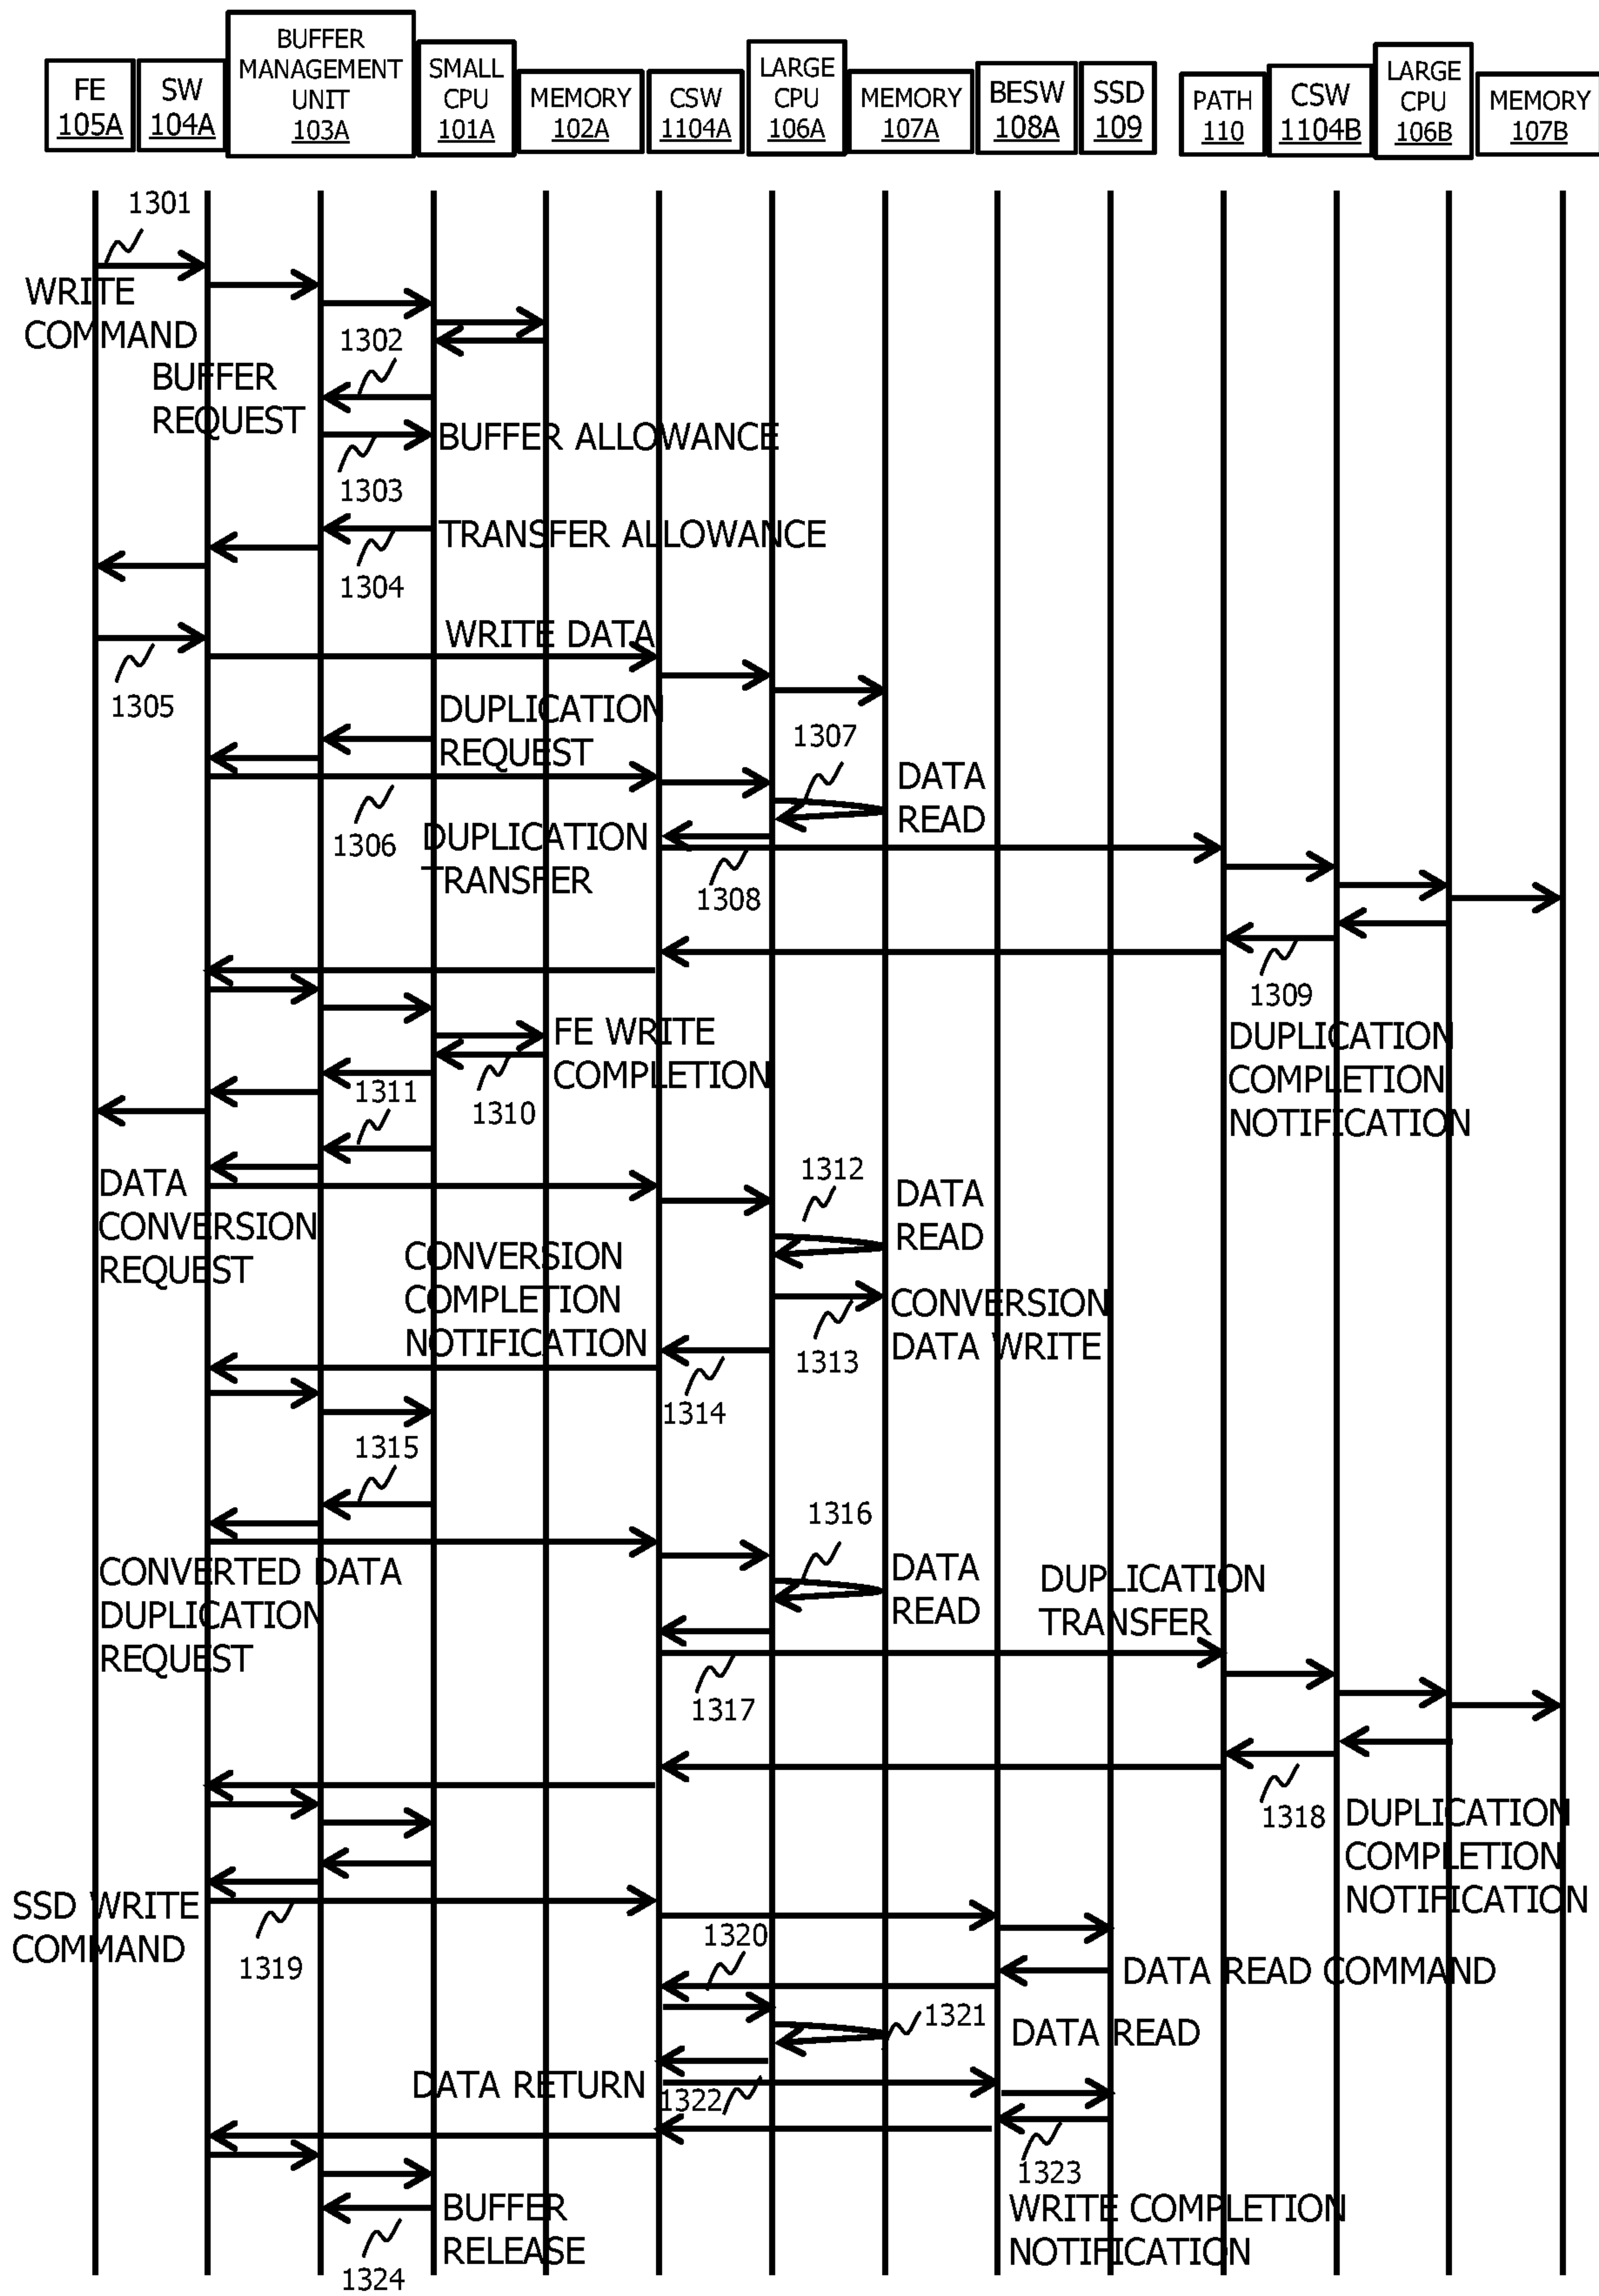 FE
105A
SW
104A
BUFFER
MANAGEMENT
UNIT
103A
SMALL
CPU
101A
MEMORY
102A
CSW
1104A
LARGE
CPU
106A
MEMORY
107A
BESW
108A
SSD
109
PATH
110
CSW
1104B
LARGE
CPU
106B
MEMORY
107B
1301
WRITE
COMMAND
1302
BUFFER
REQUEST
BUFFER ALLOWANCE
1303
TRANSFER ALLOWANCE
1304
WRITE DATA
1305
DUPLICATION
REQUEST
1307
DATA
READ
1306
DUPLICATION
TRANSFER
1308
1309
DUPLICATION
COMPLETION
NOTIFICATION
FE WRITE
COMPLETION
1311
1310
1312
DATA
READ
DATA
CONVERSION
REQUEST
CONVERSION
COMPLETION
NOTIFICATION
CONVERSION
DATA WRITE
1313
1314
1315
1316
DATA
READ
CONVERTED DATA
DUPLICATION
REQUEST
DUPLICATION
TRANSFER
1317
1318
DUPLICATION
COMPLETION
NOTIFICATION
SSD WRITE
COMMAND
1319
1320
DATA READ COMMAND
1321
DATA READ
DATA RETURN
1322
1323
WRITE COMPLETION
NOTIFICATION
BUFFER
RELEASE
1324